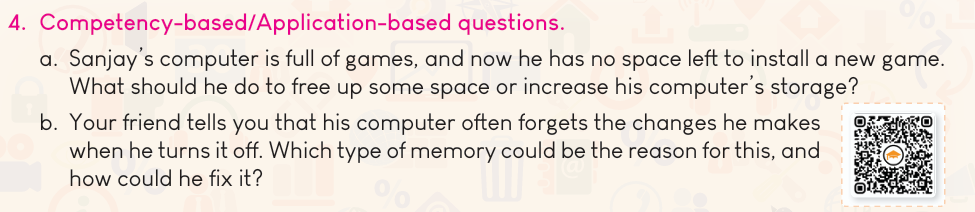 4. Competency-based/Application-based questions.
a. Sanjay's computer is full of games, and now he has no space left to install a new game.
What should he do to free up some space or increase his computer's storage?
b. Your friend tells you that his computer often forgets the changes he makes
when he turns it off. Which type of memory could be the reason for this, and
how could he fix it?